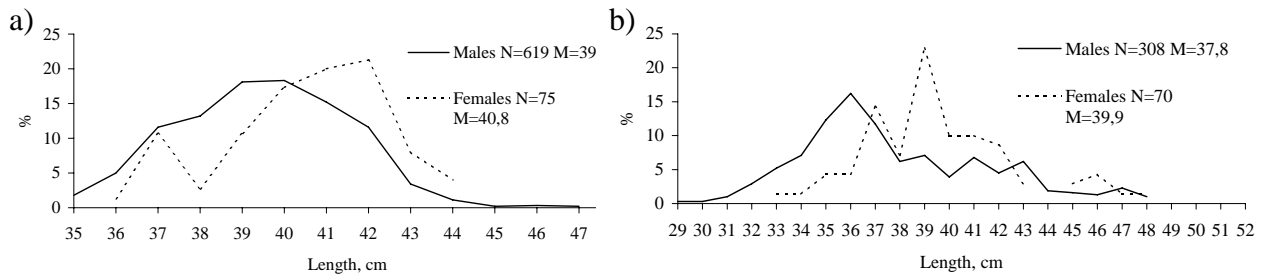 a)
%
25
20
15
10
5
0
Males N=619 M=39
Females N=75
M=40,8
35 36 37 38 39 40 41 42 43 44 45 46 47
Length, cm
b)
%
25
20
15
10
5
0
Males N=308 M=37,8
Females N=70
M=39,9
29 30 31 32 33 34 35 36 37 38 39 40 41 42 43 44 45 46 47 48 49 50 51 52
Length, cm